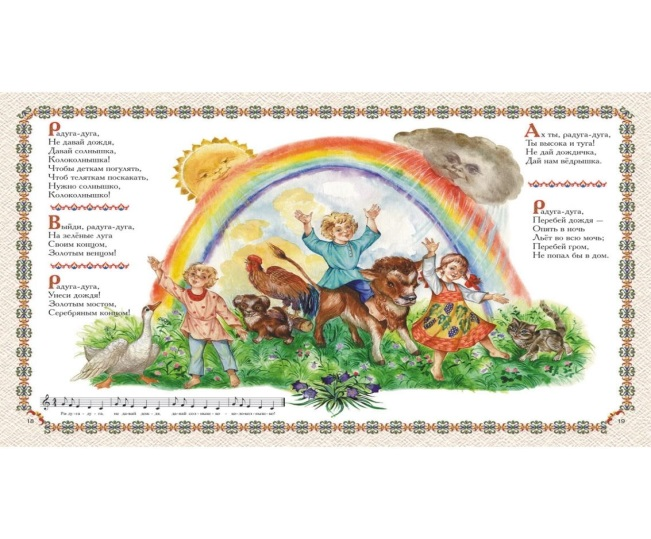 Радуга-дуга,
Не давай дождя,
Давай солнышка,
Колоколнышка!
Чтобы деткам погулять,
Чтоб теляткам поскакать,
Нужно солнышко,
Колоколнышко!
Выйди, радуга-дуга,
На зелёные луга
Своим концом,
Золотым венцом!
Радуга-дуга,
Унеси дождя!
Золотым мостом,
Серебряным концом!
18
Ах ты, радуга-дуга,
Ты высока и туга!
Не дай дождичка,
Дай нам вёдрышка.
Радуга-дуга,
Перебей дождя —
Опять в ночь
Льёт во всю мочь;
Перебей гром,
Не попал бы в дом.
19